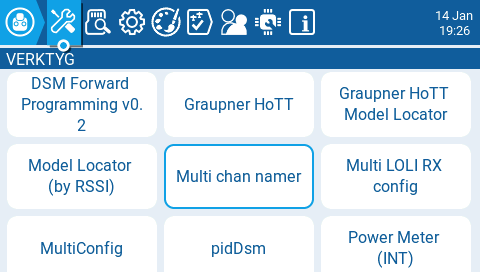 14 Jan
19:26
VERKTYG
DSM Forward
Programming v0.
2
Graupner HoTT
Graupner HoTT
Model Locator
Model Locator
(by RSSI)
Multi chan namer
Multi LOLI RX
config
MultiConfig
pidDsm
Power Meter
(INT)